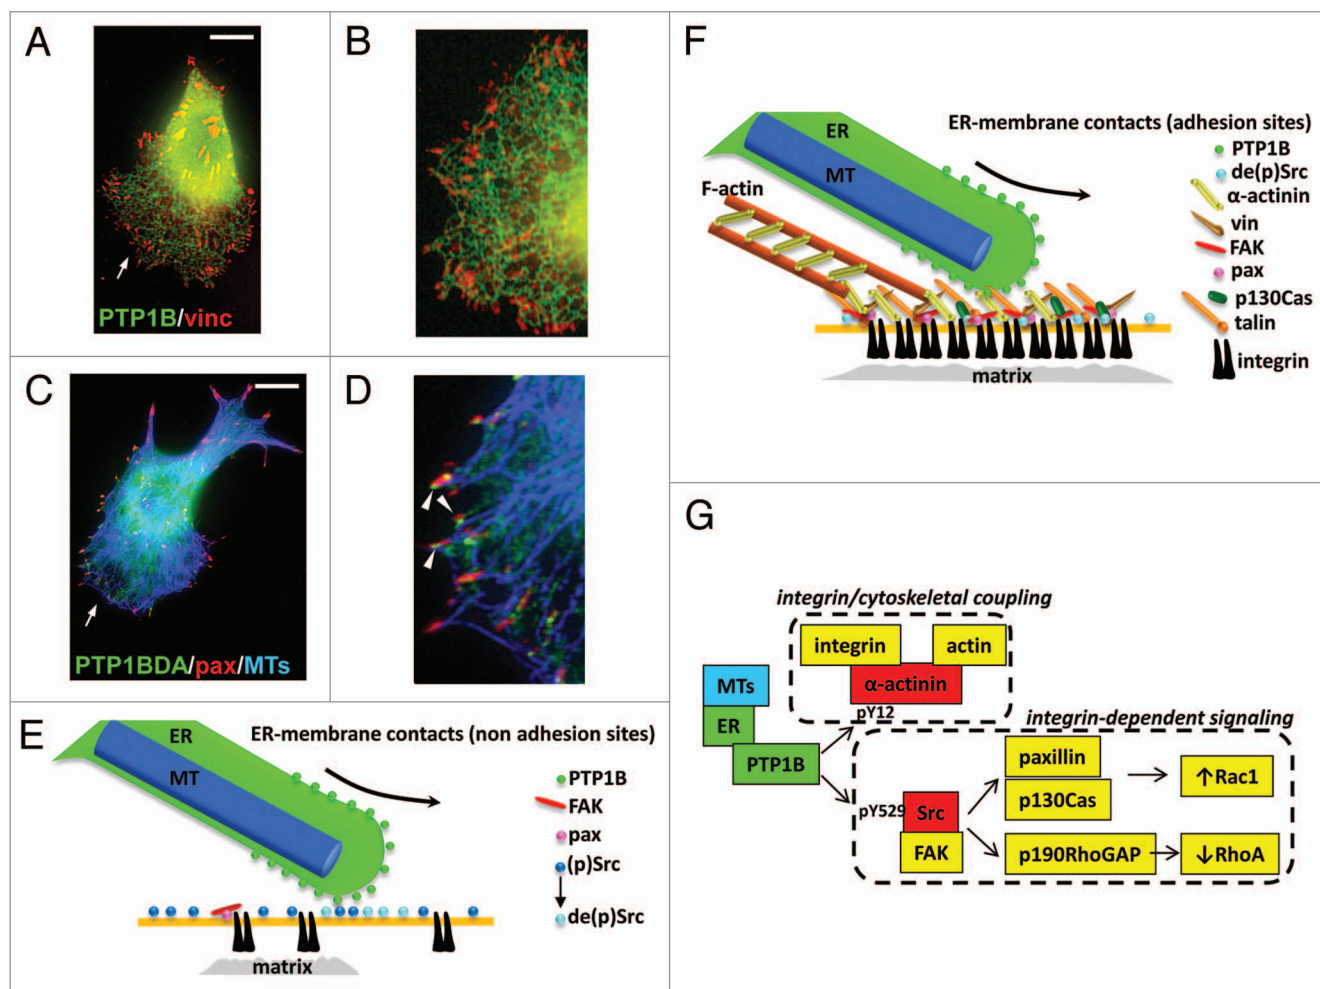 A
PTP1B/vinc
B
C
PTP1BDA/pax/MTs
D
E
ER-membrane contacts (non adhesion sites)
ER
MT
PTP1B
FAK
pax
(p)Src
de(p)Src
matrix
F
ER-membrane contacts (adhesion sites)
ER
MT
F-actin
PTP1B
de(p)Src
α-actinin
vin
FAK
pax
p130Cas
talin
integrin
matrix
G
integrin/cytoskeletal coupling
integrin
actin
α-actinin
MTs
pY12
ER
integrin-dependent signaling
PTP1B
paxillin
↑Rac1
p130Cas
pY529
Src
FAK
p190RhoGAP
↓RhoA